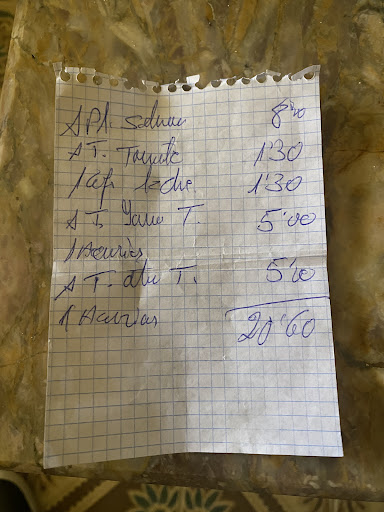 1 Pl. Salmon 8'00
1 T. Tomate 1'30
1 cafe leche 1'30
1 T. Jamon T. 5'00
1 Acuarius
1 T. atun T. 5'00
1 Acuarius
20'60